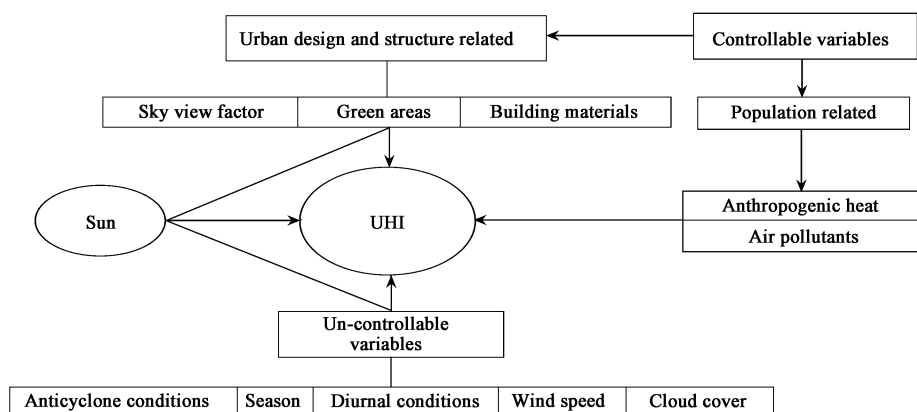 Urban design and structure related
Controllable variables
Sky view factor
Green areas
Building materials
Population related
Sun
UHI
Anthropogenic heat
Air pollutants
Un-controllable
variables
Anticyclone conditions
Season
Diurnal conditions
Wind speed
Cloud cover